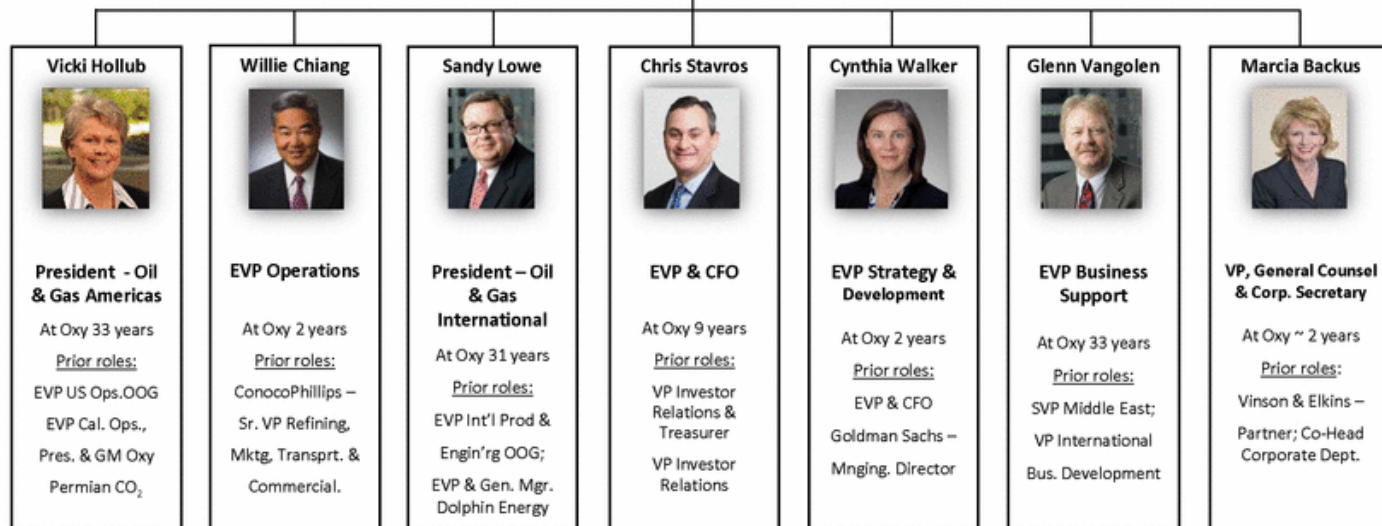 Vicki Hollub
President - Oil
& Gas Americas
At Oxy 33 years
Prior roles:
EVP US Ops.OOG
EVP Cal. Ops.,
Pres. & GM Oxy
Permian CO₂
Willie Chiang
EVP Operations
At Oxy 2 years
Prior roles:
ConocoPhillips –
Sr. VP Refining,
Mktg, Transprt. &
Commercial.
Sandy Lowe
President – Oil
& Gas
International
At Oxy 31 years
Prior roles:
EVP Int'l Prod &
Engin'rg OOG;
EVP & Gen. Mgr.
Dolphin Energy
Chris Stavros
EVP & CFO
At Oxy 9 years
Prior roles:
VP Investor
Relations &
Treasurer
VP Investor
Relations
Cynthia Walker
EVP Strategy &
Development
At Oxy 2 years
Prior roles:
EVP & CFO
Goldman Sachs –
Mnging. Director
Glenn Vangolen
EVP Business
Support
At Oxy 33 years
Prior roles:
SVP Middle East;
VP International
Bus. Development
Marcia Backus
VP, General Counsel
& Corp. Secretary
At Oxy ~ 2 years
Prior roles:
Vinson & Elkins –
Partner; Co-Head
Corporate Dept.